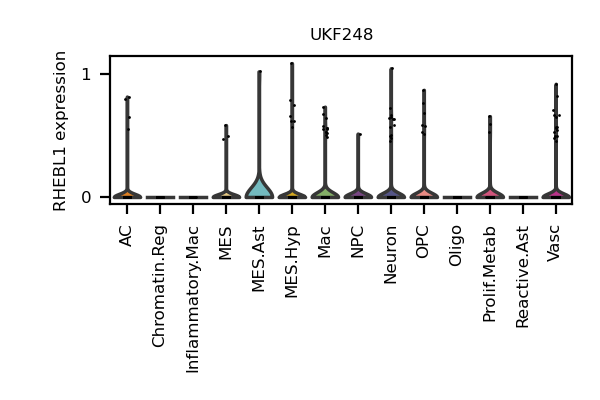 UKF248
RHEBL1 expression
1
0
AC
Chromatin.Reg
Inflammatory.Mac
MES
MES.Ast
MES.Hyp
Mac
NPC
Neuron
OPC
Oligo
Prolif.Metab
Reactive.Ast
Vasc